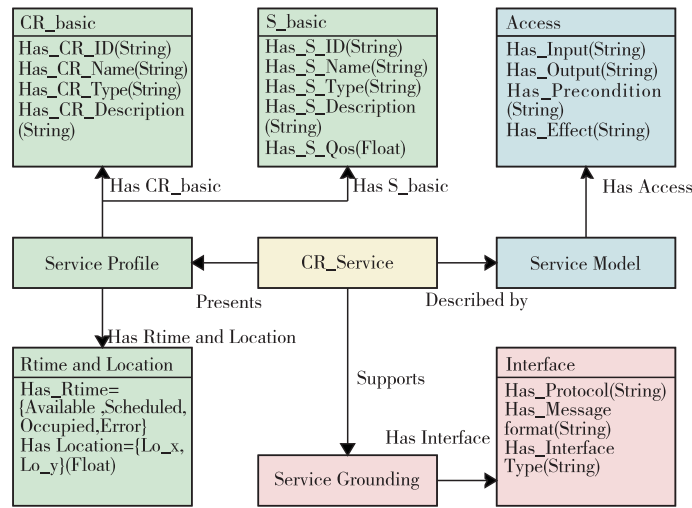 CR_basic
Has_CR_ID(String)
Has_CR_Name(String)
Has_CR_Type(String)
Has_CR_Description
(String)
S_basic
Has_S_ID(String)
Has_S_Name(String)
Has_S_Type(String)
Has_S_Description
(String)
Has_S_Qos(Float)
Access
Has_Input(String)
Has_Output(String)
Has_Precondition
(String)
Has_Effect(String)
Has CR_basic
Has S_basic
Has Access
Service Profile
CR_Service
Service Model
Presents
Described by
Has Rtime and Location
Rtime and Location
Has_Rtime=
{Available ,Scheduled,
Occupied,Error}
Has Location={Lo_x,
Lo_y}(Float)
Supports
Has Interface
Service Grounding
Interface
Has_Protocol(String)
Has_Message
format(String)
Has_Interface
Type(String)